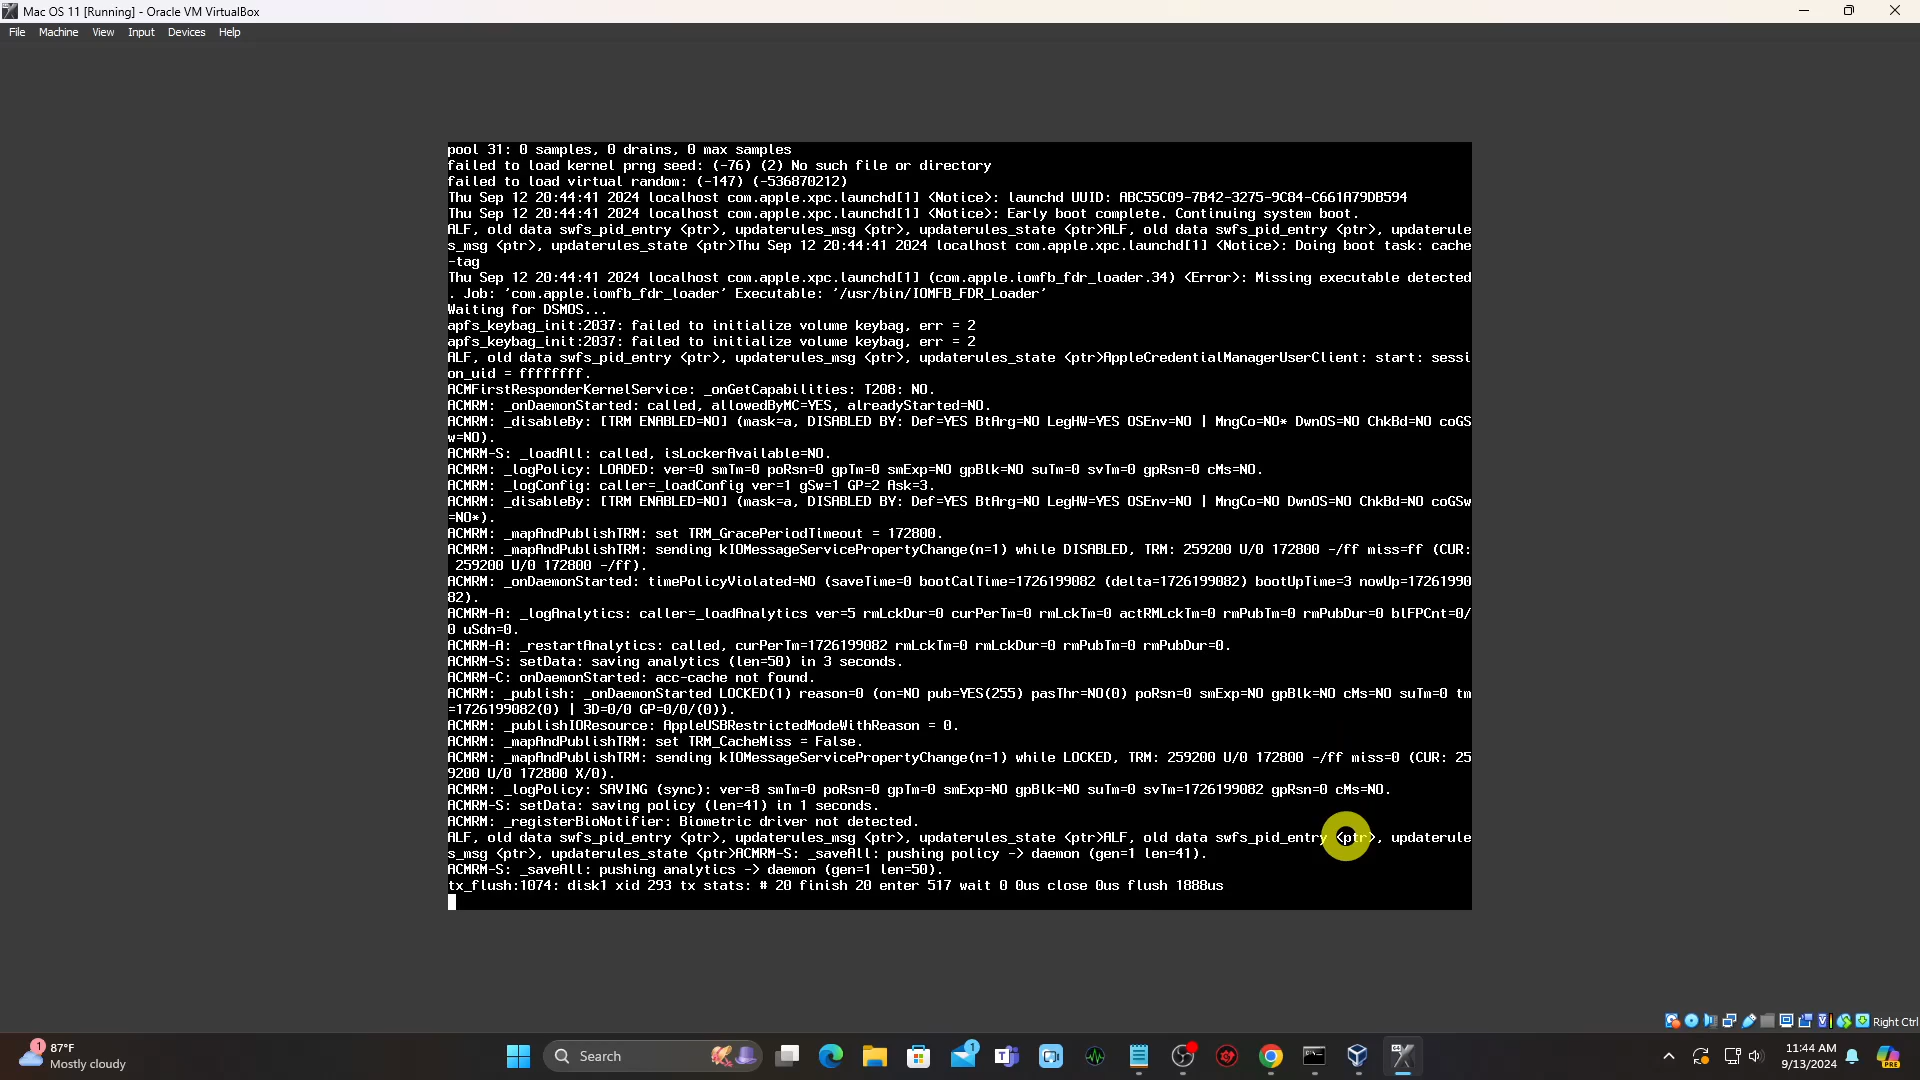 Mac OS 11 [Running] - Oracle VM VirtualBox
File Machine View Input Devices Help
pool 31: 0 samples, 0 drains, 0 max samples
failed to load kernel prng seed: (-76) (2) No such file or directory
failed to load virtual random: (-147) (-536870212)
Thu Sep 12 20:44:41 2024 localhost com.apple.xpc.launchd[1] <Notice>: launchd UUID: ABC55C09-7B42-3275-9C84-C661A79DB594
Thu Sep 12 20:44:41 2024 localhost com.apple.xpc.launchd[1] <Notice>: Early boot complete. Continuing system boot.
ALF, old data swfs_pid_entry <ptr>, updaterules_msg <ptr>, updaterules_state <ptr>ALF, old data swfs_pid_entry <ptr>, updaterule
s_msg <ptr>, updaterules_state <ptr>Thu Sep 12 20:44:41 2024 localhost com.apple.xpc.launchd[1] <Notice>: Doing boot task: cache
-tag
Thu Sep 12 20:44:41 2024 localhost com.apple.xpc.launchd[1] (com.apple.iomfb_fdr_loader.34) <Error>: Missing executable detected
. Job: 'com.apple.iomfb_fdr_loader' Executable: '/usr/bin/IOMFB_FDR_Loader'
Waiting for DSMOS...
apfs_keybag_init:2037: failed to initialize volume keybag, err = 2
apfs_keybag_init:2037: failed to initialize volume keybag, err = 2
ALF, old data swfs_pid_entry <ptr>, updaterules_msg <ptr>, updaterules_state <ptr>AppleCredentialManagerUserClient: start: sessi
on_uid = ffffffff.
ACMFirstResponderKernelService: _onGetCapabilities: T208: NO.
ACMRM: _onDaemonStarted: called, allowedByMC=YES, alreadyStarted=NO.
ACMRM: _disableBy: [TRM ENABLED=NO] (mask=a, DISABLED BY: Def=YES BtArg=NO LegHW=YES OSEnv=NO | MngCo=NO* DwnOS=NO ChkBd=NO coGS
w=NO).
ACMRM-S: _loadAll: called, isLockerAvailable=NO.
ACMRM: _logPolicy: LOADED: ver=0 smTm=0 poRsn=0 gpTm=0 smExp=NO gpBlk=NO suTm=0 svTm=0 gpRsn=0 cMs=NO.
ACMRM: _logConfig: caller=_loadConfig ver=1 gSw=1 GP=2 Ask=3.
ACMRM: _disableBy: [TRM ENABLED=NO] (mask=a, DISABLED BY: Def=YES BtArg=NO LegHW=YES OSEnv=NO | MngCo=NO DwnOS=NO ChkBd=NO coGSw
=NO*).
ACMRM: _mapAndPublishTRM: set TRM_GracePeriodTimeout = 172800.
ACMRM: _mapAndPublishTRM: sending kIOMessageServicePropertyChange(n=1) while DISABLED, TRM: 259200 U/0 172800 -/ff miss=ff (CUR:
259200 U/0 172800 -/ff).
ACMRM: _onDaemonStarted: timePolicyViolated=NO (saveTime=0 bootCalTime=1726199082 (delta=1726199082) bootUpTime=3 nowUp=17261990
82).
ACMRM-A: _logAnalytics: caller=_loadAnalytics ver=5 rmLckDur=0 curPerTm=0 rmLckTm=0 actRMLckTm=0 rmPubTm=0 rmPubDur=0 blFPCnt=0/
0 uSdn=0.
ACMRM-A: _restartAnalytics: called, curPerTm=1726199082 rmLckTm=0 rmLckDur=0 rmPubTm=0 rmPubDur=0.
ACMRM-S: setData: saving analytics (len=50) in 3 seconds.
ACMRM-C: onDaemonStarted: acc-cache not found.
ACMRM: _publish: _onDaemonStarted LOCKED(1) reason=0 (on=NO pub=YES(255) pasThr=NO(0) poRsn=0 smExp=NO gpBlk=NO cMs=NO suTm=0 tm
=1726199082(0) | 3D=0/0 GP=0/0/(0)).
ACMRM: _publishIOResource: AppleUSBRestrictedModeWithReason = 0.
ACMRM: _mapAndPublishTRM: set TRM_CacheMiss = False.
ACMRM: _mapAndPublishTRM: sending kIOMessageServicePropertyChange(n=1) while LOCKED, TRM: 259200 U/0 172800 -/ff miss=0 (CUR: 25
9200 U/0 172800 X/0).
ACMRM: _logPolicy: SAVING (sync): ver=8 smTm=0 poRsn=0 gpTm=0 smExp=NO gpBlk=NO suTm=0 svTm=1726199082 gpRsn=0 cMs=NO.
ACMRM-S: setData: saving policy (len=41) in 1 seconds.
ACMRM: _registerBioNotifier: Biometric driver not detected.
ALF, old data swfs_pid_entry <ptr>, updaterules_msg <ptr>, updaterules_state <ptr>ALF, old data swfs_pid_entry <ptr>, updaterule
s_msg <ptr>, updaterules_state <ptr>ACMRM-S: _saveAll: pushing policy -> daemon (gen=1 len=41).
ACMRM-S: _saveAll: pushing analytics -> daemon (gen=1 len=50).
tx_flush:1074: disk1 xid 293 tx stats: # 20 finish 20 enter 517 wait 0 0us close 0us flush 1888us
Right Ctrl
1
87°F
Mostly cloudy
Search
1
11:44 AM
9/13/2024
PRE